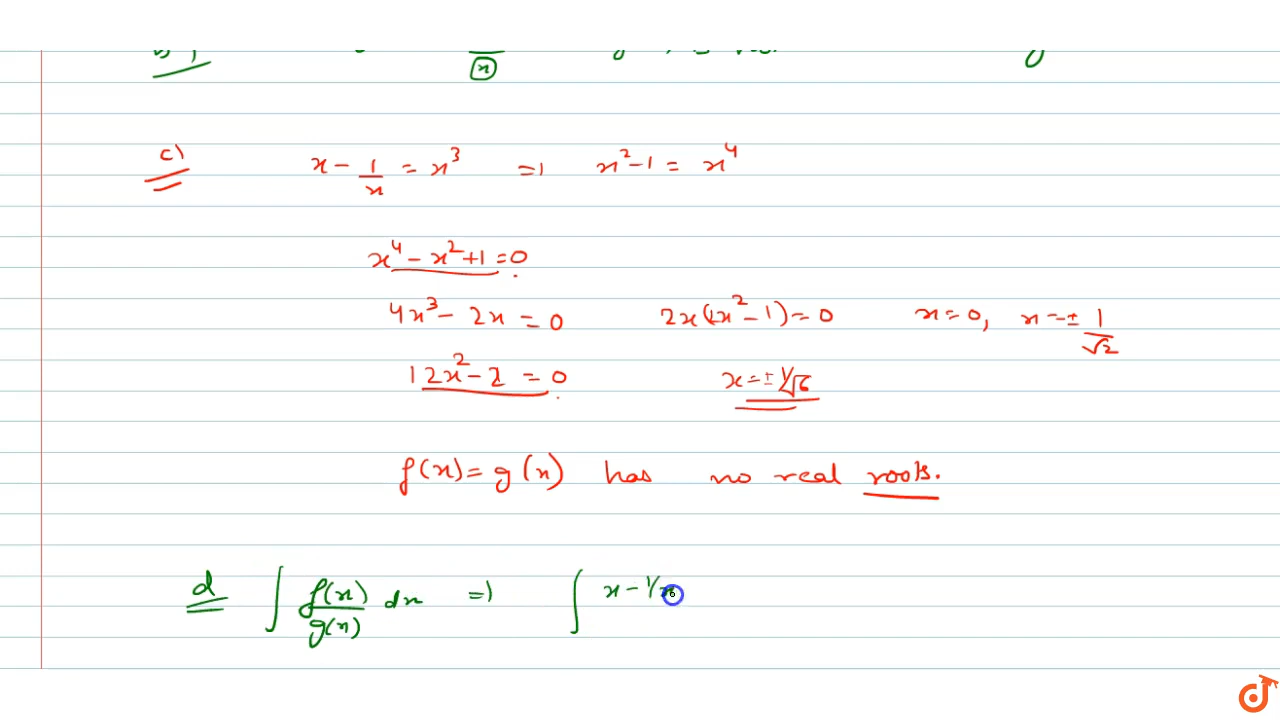 x
c) x - 1/x = x³ ⇒ x² - 1 = x⁴
x⁴ - x² + 1 = 0
4x³ - 2x = 0 2x(2x² - 1) = 0 x = 0, x = ± 1/√2
12x² - 2 = 0 x = ± 1/√6
f(x) = g(x) has no real roots.
d ∫ f(x)/g(x) dx ⇒ ∫ x - 1/x